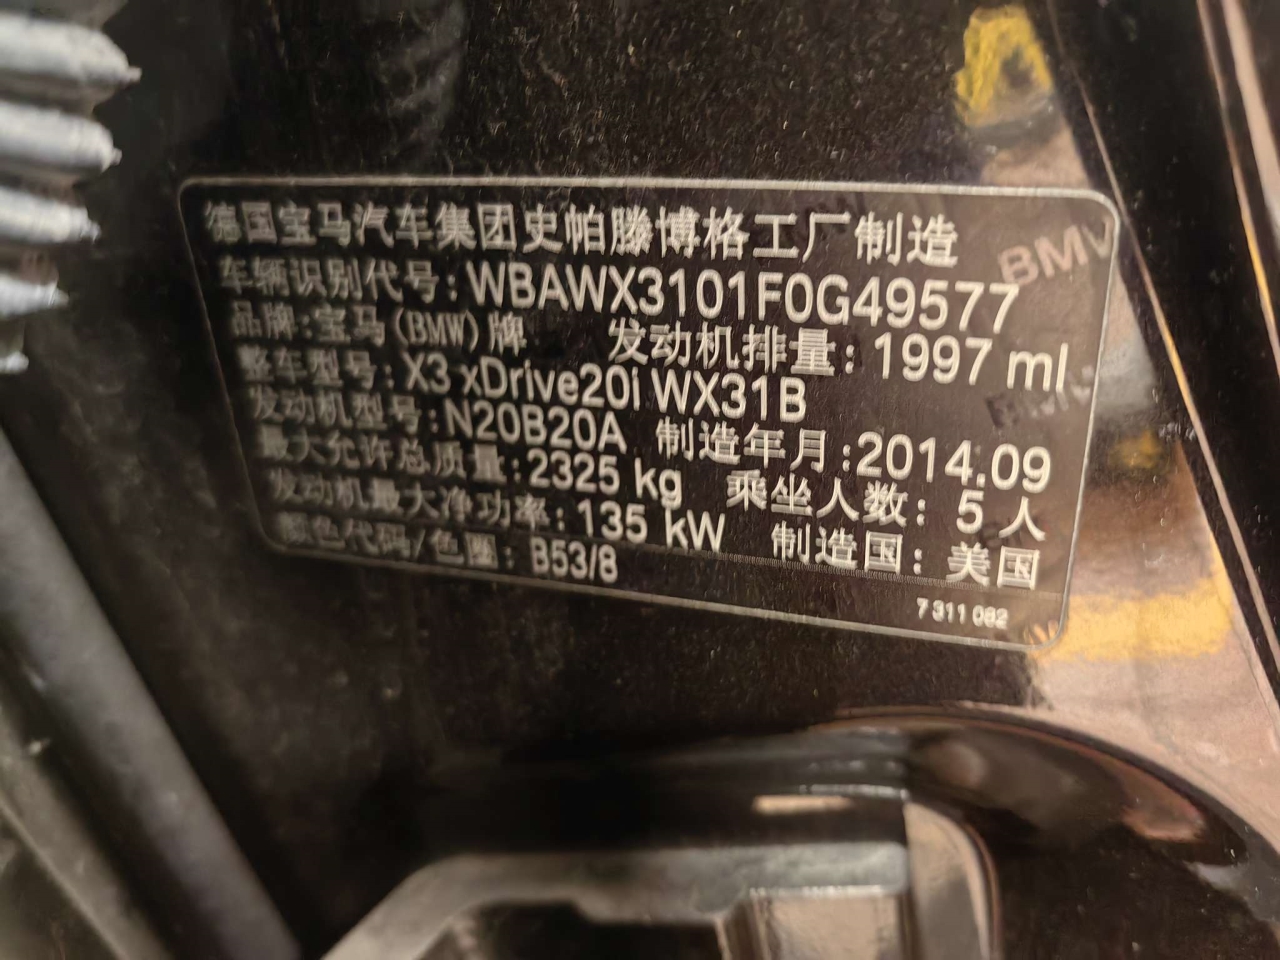 德国宝马汽车集团史帕滕博格工厂制造
车辆识别代号:WBAWX3101F0G49577
品牌:宝马(BMW)牌 发动机排量:1997 ml
整车型号:X3 xDrive20i WX31B
发动机型号:N20B20A 制造年月:2014.09
最大允许总质量:2325 kg 乘坐人数:5人
发动机最大净功率:135 kW 制造国:美国
颜色代码/色圈:B53/8
7 311 082
BMW